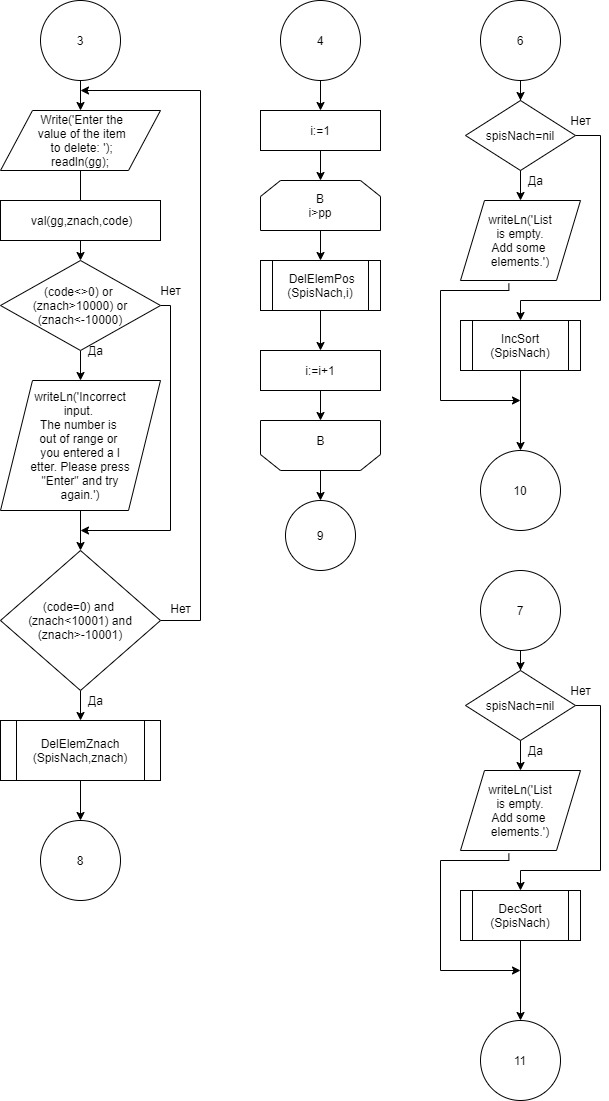 3
Write('Enter the
value of the item
to delete: ');
readln(gg);
val(gg,znach,code)
(code<>0) or
(znach>10000) or
(znach<-10000)
Нет
Да
writeLn('Incorrect
input.
The number is
out of range or
you entered a l
etter. Please press
"Enter" and try
again.')
(code=0) and
(znach<10001) and
(znach>-10001)
Нет
Да
DelElemZnach
(SpisNach,znach)
8
4
i:=1
B
i>pp
DelElemPos
(SpisNach,i)
i:=i+1
B
9
6
spisNach=nil
Нет
Да
writeLn('List
is empty.
Add some
elements.')
IncSort
(SpisNach)
10
7
spisNach=nil
Нет
Да
writeLn('List
is empty.
Add some
elements.')
DecSort
(SpisNach)
11